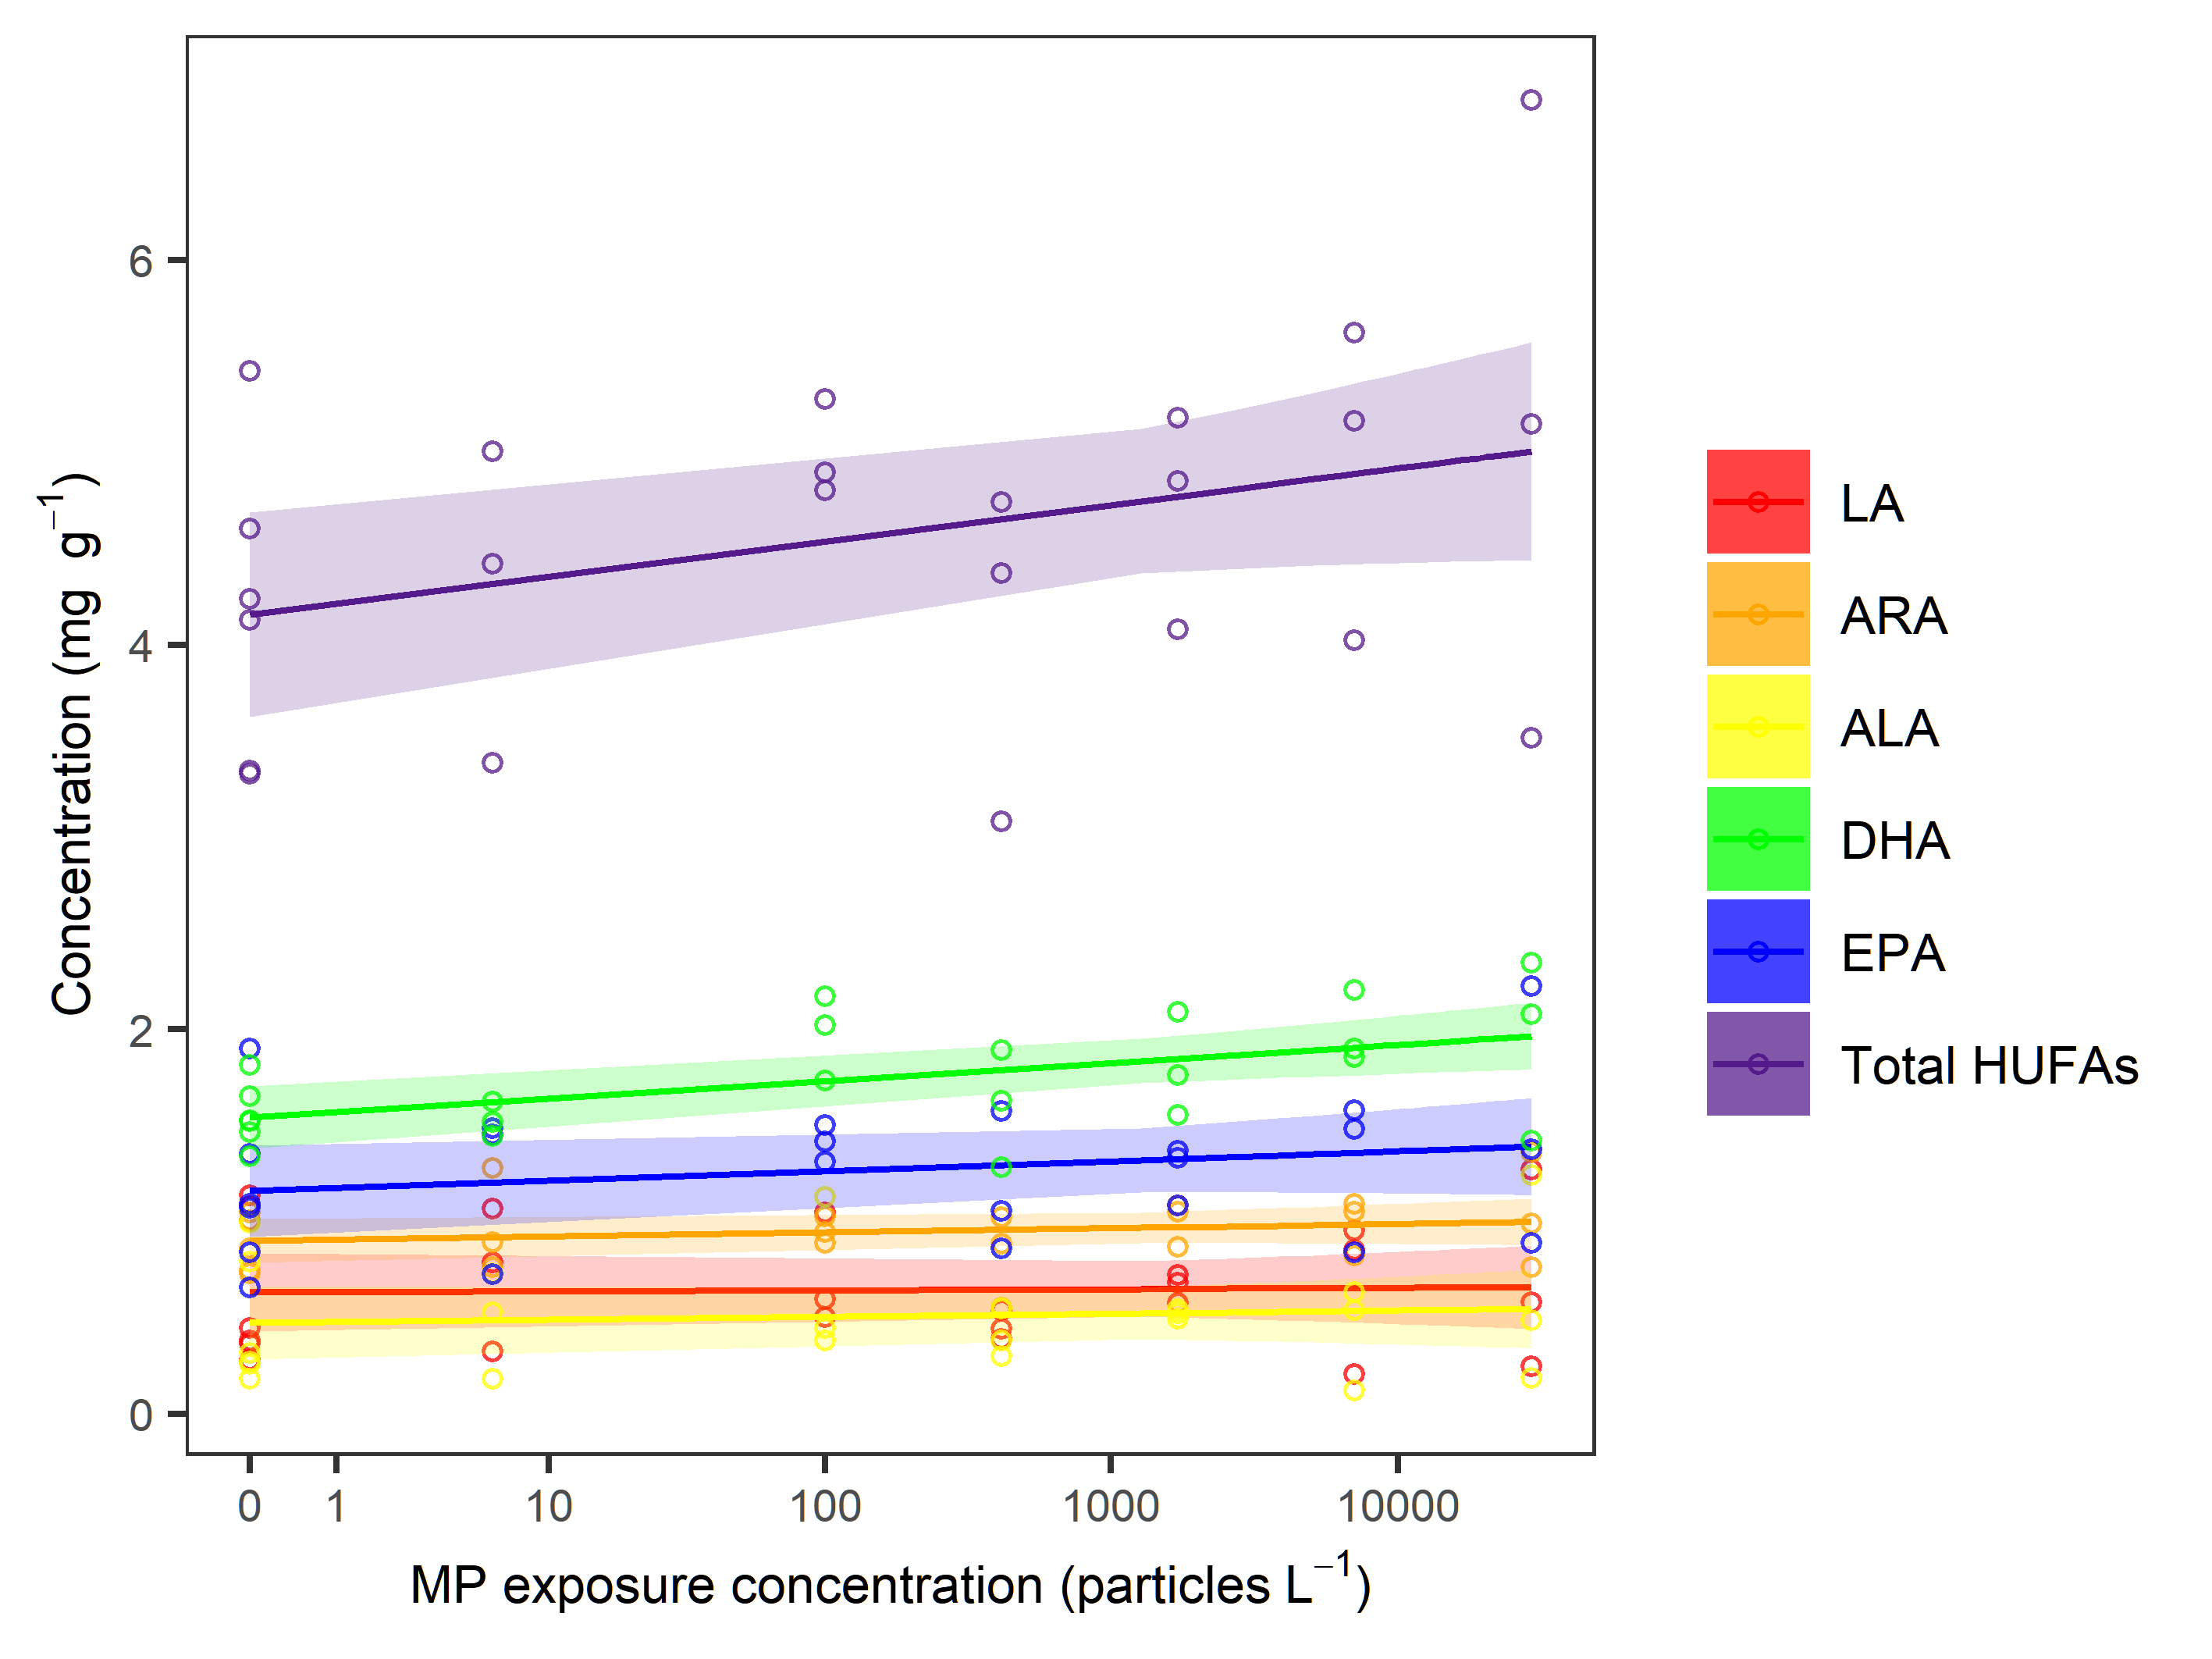 Concentration (mg g⁻¹)
6
4
2
0
0 1 10 100 1000 10000
MP exposure concentration (particles L⁻¹)
LA
ARA
ALA
DHA
EPA
Total HUFAs